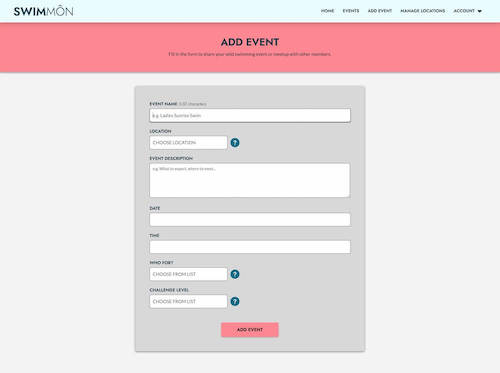 SWIMMÔN
HOME EVENTS ADD EVENT MANAGE LOCATIONS ACCOUNT
ADD EVENT
Fill in the form to share your wild swimming event or meetup with other members.
EVENT NAME (5-50 characters)
e.g. Ladies Sunrise Swim
LOCATION
CHOOSE LOCATION
?
EVENT DESCRIPTION
e.g. What to expect, where to meet...
DATE
TIME
WHO FOR?
CHOOSE FROM LIST
?
CHALLENGE LEVEL
CHOOSE FROM LIST
?
ADD EVENT